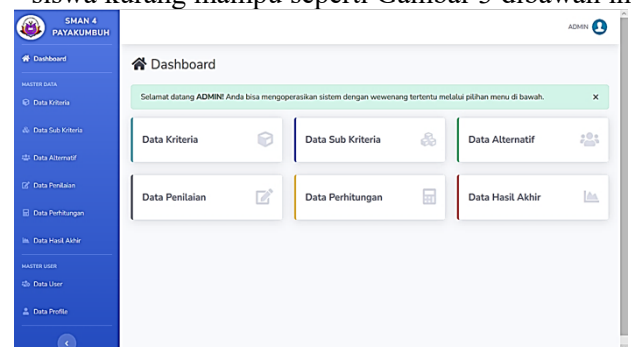 siswa kurang mampu seperti Gambar 5 dibawah
SMAN 4
PAYAKUMBUH
ADMIN
Dashboard
MASTER DATA
Data Kriteria
Data Sub Kriteria
Data Alternatif
Data Penilaian
Data Perhitungan
Data Hasil Akhir
MASTER USER
Data User
Data Profile
Dashboard
Selamat datang ADMIN! Anda bisa mengoperasikan sistem dengan wewenang tertentu melalui pilihan menu di bawah.
Data Kriteria
Data Sub Kriteria
Data Alternatif
Data Penilaian
Data Perhitungan
Data Hasil Akhir